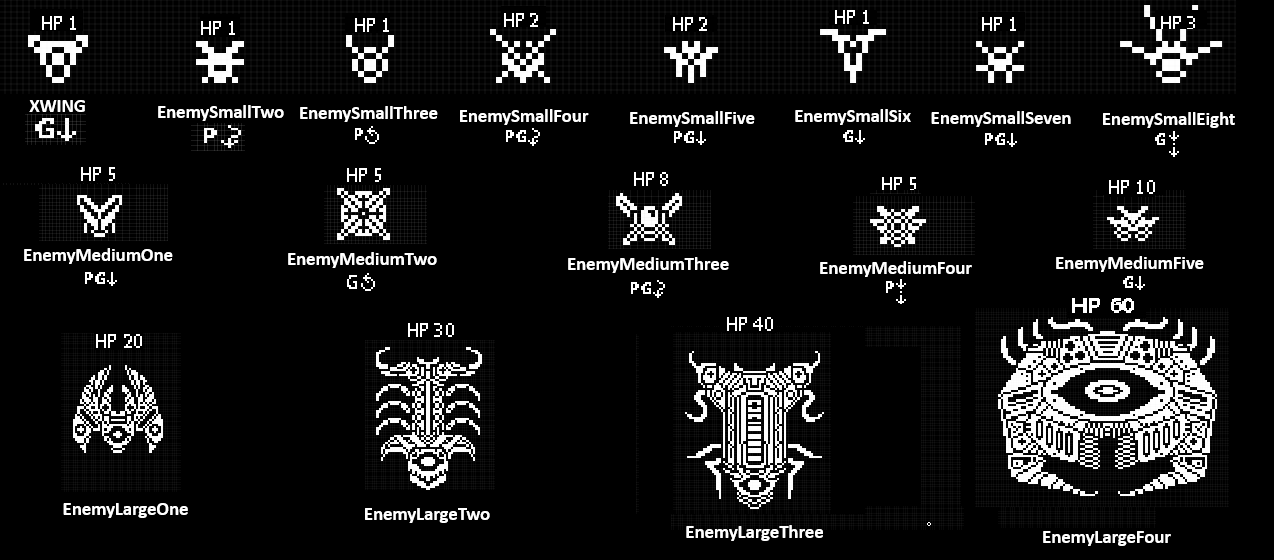 HP 1
HP 1
HP 1
HP 2
HP 2
HP 1
HP 1
HP 3
XWING
EnemySmallTwo
EnemySmallThree
EnemySmallFour
EnemySmallFive
EnemySmallSix
EnemySmallSeven
EnemySmallEight
G↓
P
P
PG
PG↓
G↓
PG↓
G
HP 5
HP 5
HP 8
HP 5
HP 10
EnemyMediumOne
EnemyMediumTwo
EnemyMediumThree
EnemyMediumFour
EnemyMediumFive
PG↓
G
PG
P
G↓
HP 20
HP 30
HP 40
HP 60
EnemyLargeOne
EnemyLargeTwo
EnemyLargeThree
EnemyLargeFour